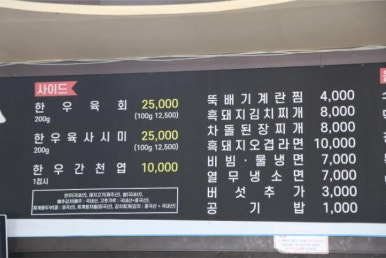 사이드
한우육회 25,000
200g (100g 12,500)
한우육사시미 25,000
200g (100g 12,500)
한우간천엽 10,000
1접시
뚝배기계란찜 4,000
흑돼지김치찌개 8,000
차돌된장찌개 8,000
흑돼지오겹라면 10,000
비빔·물냉면 7,000
열무냉소면 7,000
버섯추가 3,000
공기밥 1,000